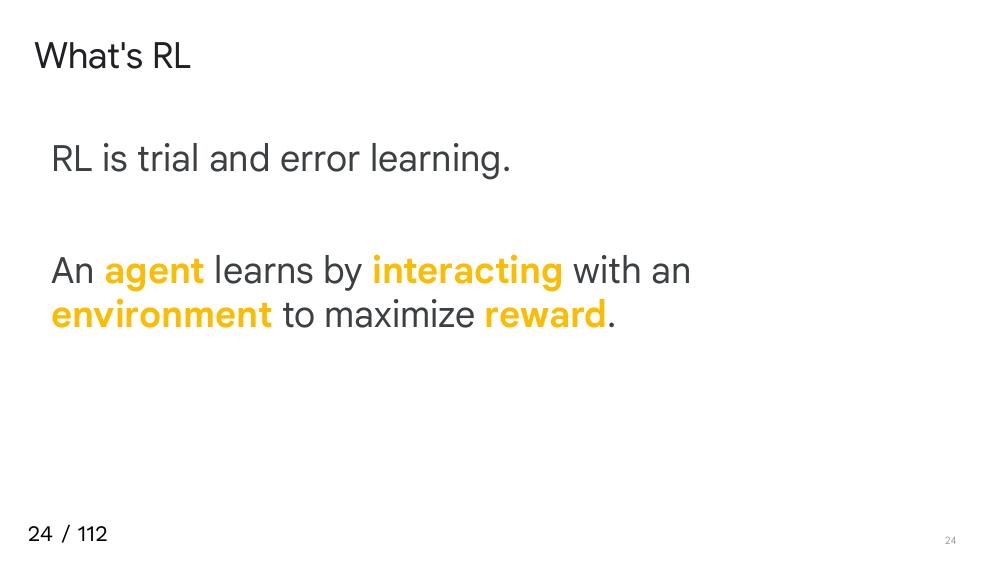 What's RL
RL is trial and error learning.
An agent learns by interacting with an
environment to maximize reward.
24 / 112
24